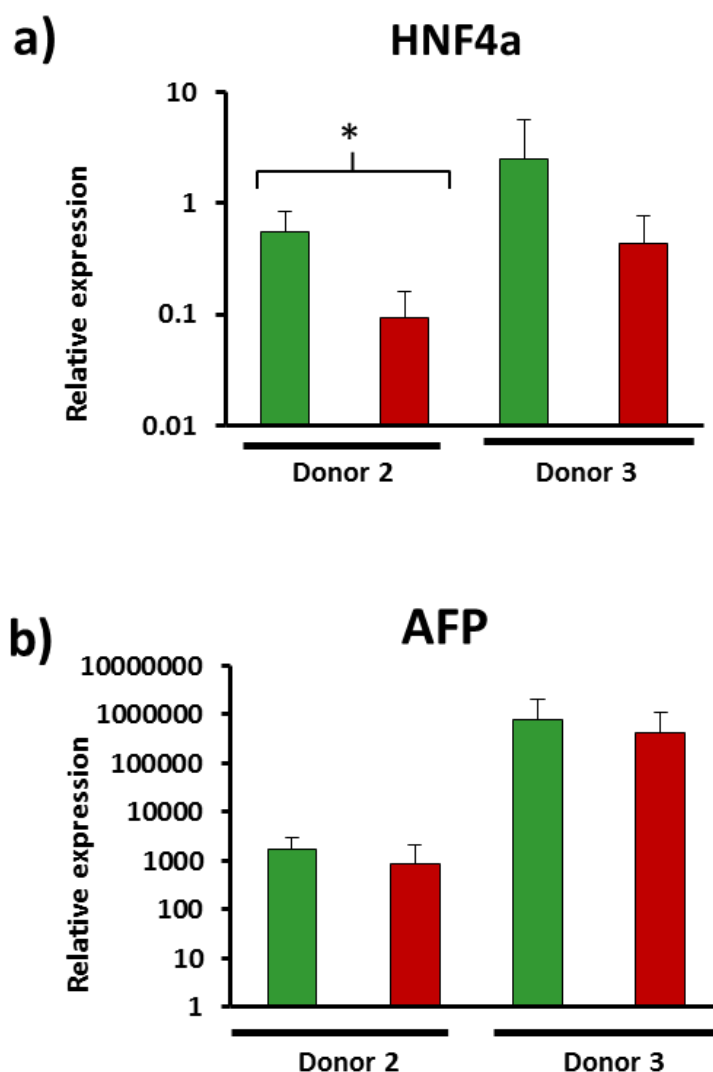 a)
HNF4a
Relative expression
10
*
1
0.1
0.01
Donor 2 Donor 3
b)
AFP
Relative expression
10000000
1000000
100000
10000
1000
100
10
1
Donor 2 Donor 3